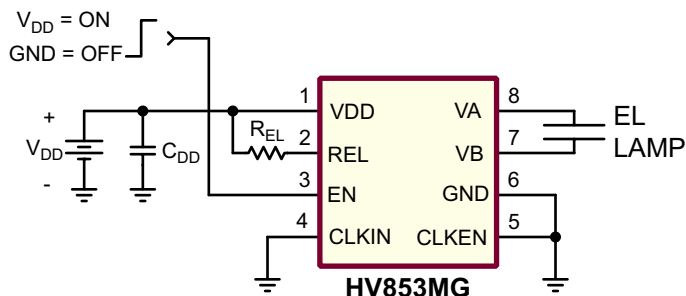 VDD = ON
GND = OFF
+
VDD
-
CDD
REL
1 VDD
2 REL
3 EN
4 CLKIN
VA 8
VB 7
GND 6
CLKEN 5
EL
LAMP
HV853MG